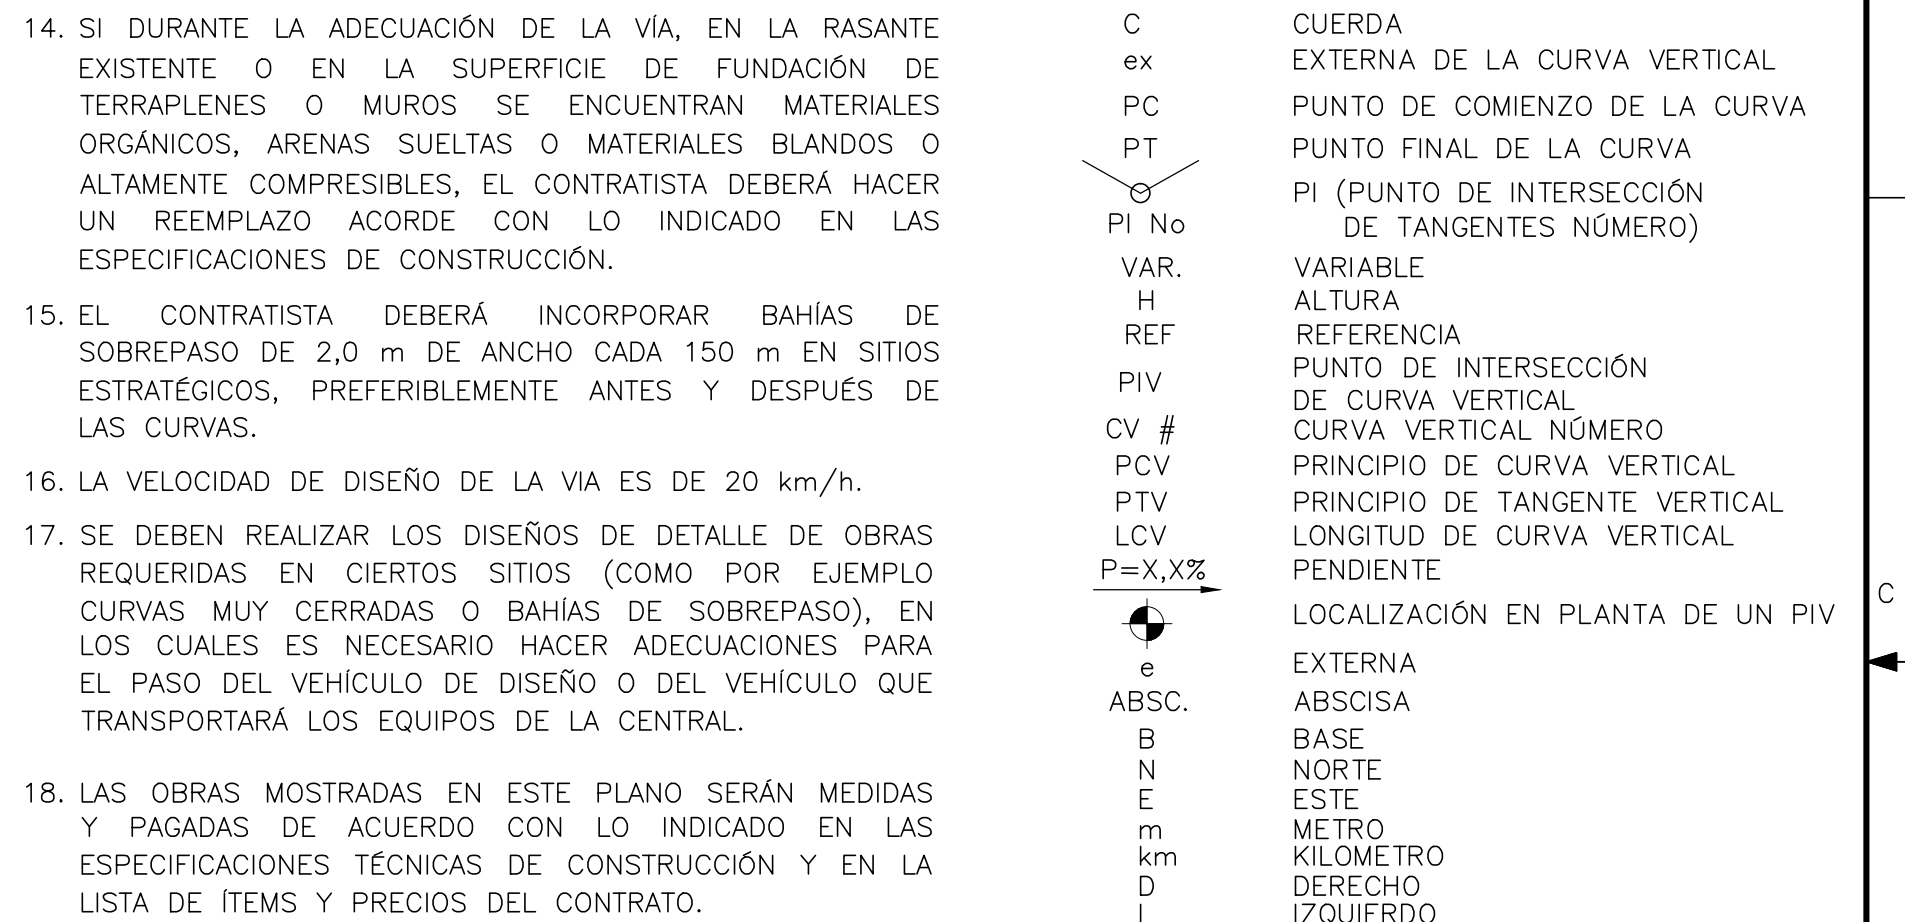 14. SI DURANTE LA ADECUACIÓN DE LA VÍA, EN LA RASANTE
EXISTENTE O EN LA SUPERFICIE DE FUNDACIÓN DE
TERRAPLENES O MUROS SE ENCUENTRAN MATERIALES
ORGÁNICOS, ARENAS SUELTAS O MATERIALES BLANDOS O
ALTAMENTE COMPRESIBLES, EL CONTRATISTA DEBERÁ HACER
UN REEMPLAZO ACORDE CON LO INDICADO EN LAS
ESPECIFICACIONES DE CONSTRUCCIÓN.
15. EL CONTRATISTA DEBERÁ INCORPORAR BAHÍAS DE
SOBREPASO DE 2,0 m DE ANCHO CADA 150 m EN SITIOS
ESTRATÉGICOS, PREFERIBLEMENTE ANTES Y DESPUÉS DE
LAS CURVAS.
16. LA VELOCIDAD DE DISEÑO DE LA VIA ES DE 20 km/h.
17. SE DEBEN REALIZAR LOS DISEÑOS DE DETALLE DE OBRAS
REQUERIDAS EN CIERTOS SITIOS (COMO POR EJEMPLO
CURVAS MUY CERRADAS O BAHÍAS DE SOBREPASO), EN
LOS CUALES ES NECESARIO HACER ADECUACIONES PARA
EL PASO DEL VEHÍCULO DE DISEÑO O DEL VEHÍCULO QUE
TRANSPORTARÁ LOS EQUIPOS DE LA CENTRAL.
18. LAS OBRAS MOSTRADAS EN ESTE PLANO SERÁN MEDIDAS
Y PAGADAS DE ACUERDO CON LO INDICADO EN LAS
ESPECIFICACIONES TÉCNICAS DE CONSTRUCCIÓN Y EN LA
LISTA DE ÍTEMS Y PRECIOS DEL CONTRATO.
C CUERDA
ex EXTERNA DE LA CURVA VERTICAL
PC PUNTO DE COMIENZO DE LA CURVA
PT PUNTO FINAL DE LA CURVA
PI No PI (PUNTO DE INTERSECCIÓN
DE TANGENTES NÚMERO)
VAR. VARIABLE
H ALTURA
REF REFERENCIA
PIV PUNTO DE INTERSECCIÓN
DE CURVA VERTICAL
CV # CURVA VERTICAL NÚMERO
PCV PRINCIPIO DE CURVA VERTICAL
PTV PRINCIPIO DE TANGENTE VERTICAL
LCV LONGITUD DE CURVA VERTICAL
P=X,X% PENDIENTE
LOCALIZACIÓN EN PLANTA DE UN PIV
e EXTERNA
ABSC. ABSCISA
B BASE
N NORTE
E ESTE
m METRO
km KILOMETRO
D DERECHO
I IZQUIERDO
C